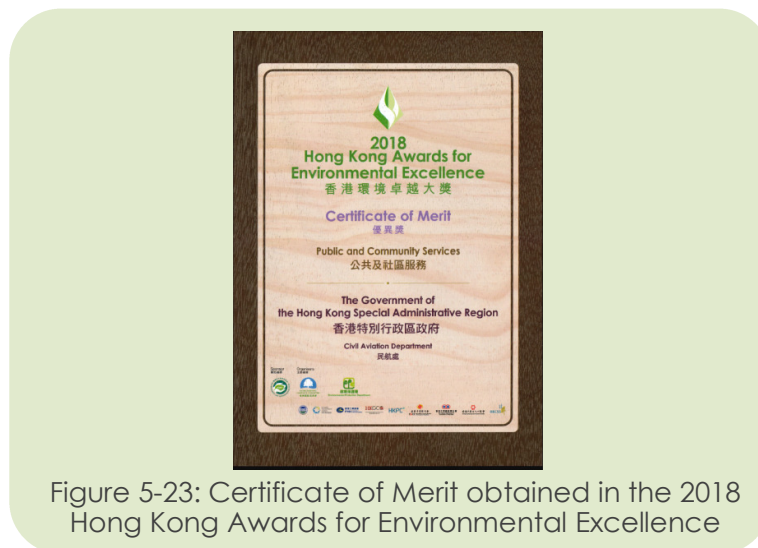 2018
Hong Kong Awards for
Environmental Excellence
香港環境卓越大獎
Certificate of Merit
優異獎
Public and Community Services
公共及社區服務
The Government of
the Hong Kong Special Administrative Region
香港特別行政區政府
Civil Aviation Department
民航處
Figure 5-23: Certificate of Merit obtained in the 2018
Hong Kong Awards for Environmental Excellence